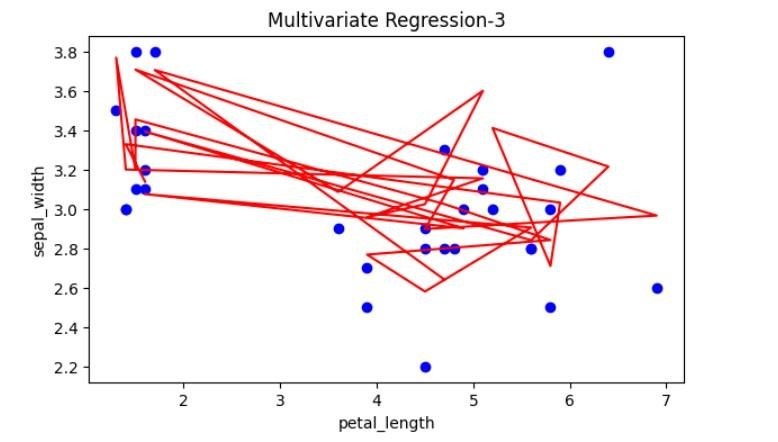 Multivariate Regression-3
3.8
3.6
3.4
3.2
3.0
2.8
2.6
2.4
2.2
sepal_width
2 3 4 5 6 7
petal_length